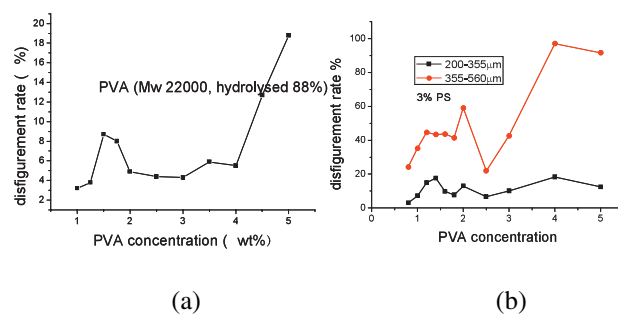 (a)
disfigurement rate ( %)
20
18
16
14
12
10
8
6
4
2
PVA (Mw 22000, hydrolysed 88%)
1
2
3
4
5
PVA concentration ( wt%)
(b)
disfigurement rate %
100
80
60
40
20
0
200-355μm
355-560μm
3% PS
0
1
2
3
4
5
PVA concentration
(a)
(b)